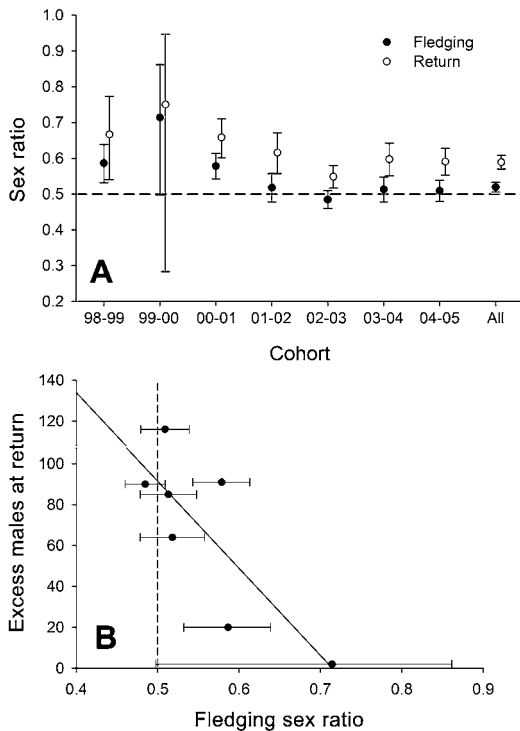 1.0
0.9
0.8
0.7
0.6
0.5
0.4
0.3
0.2
Sex ratio
Fledging
Return
A
98-99 99-00 00-01 01-02 02-03 03-04 04-05 All
Cohort
140
120
100
80
60
40
20
0
Excess males at return
B
0.4 0.5 0.6 0.7 0.8 0.9
Fledging sex ratio